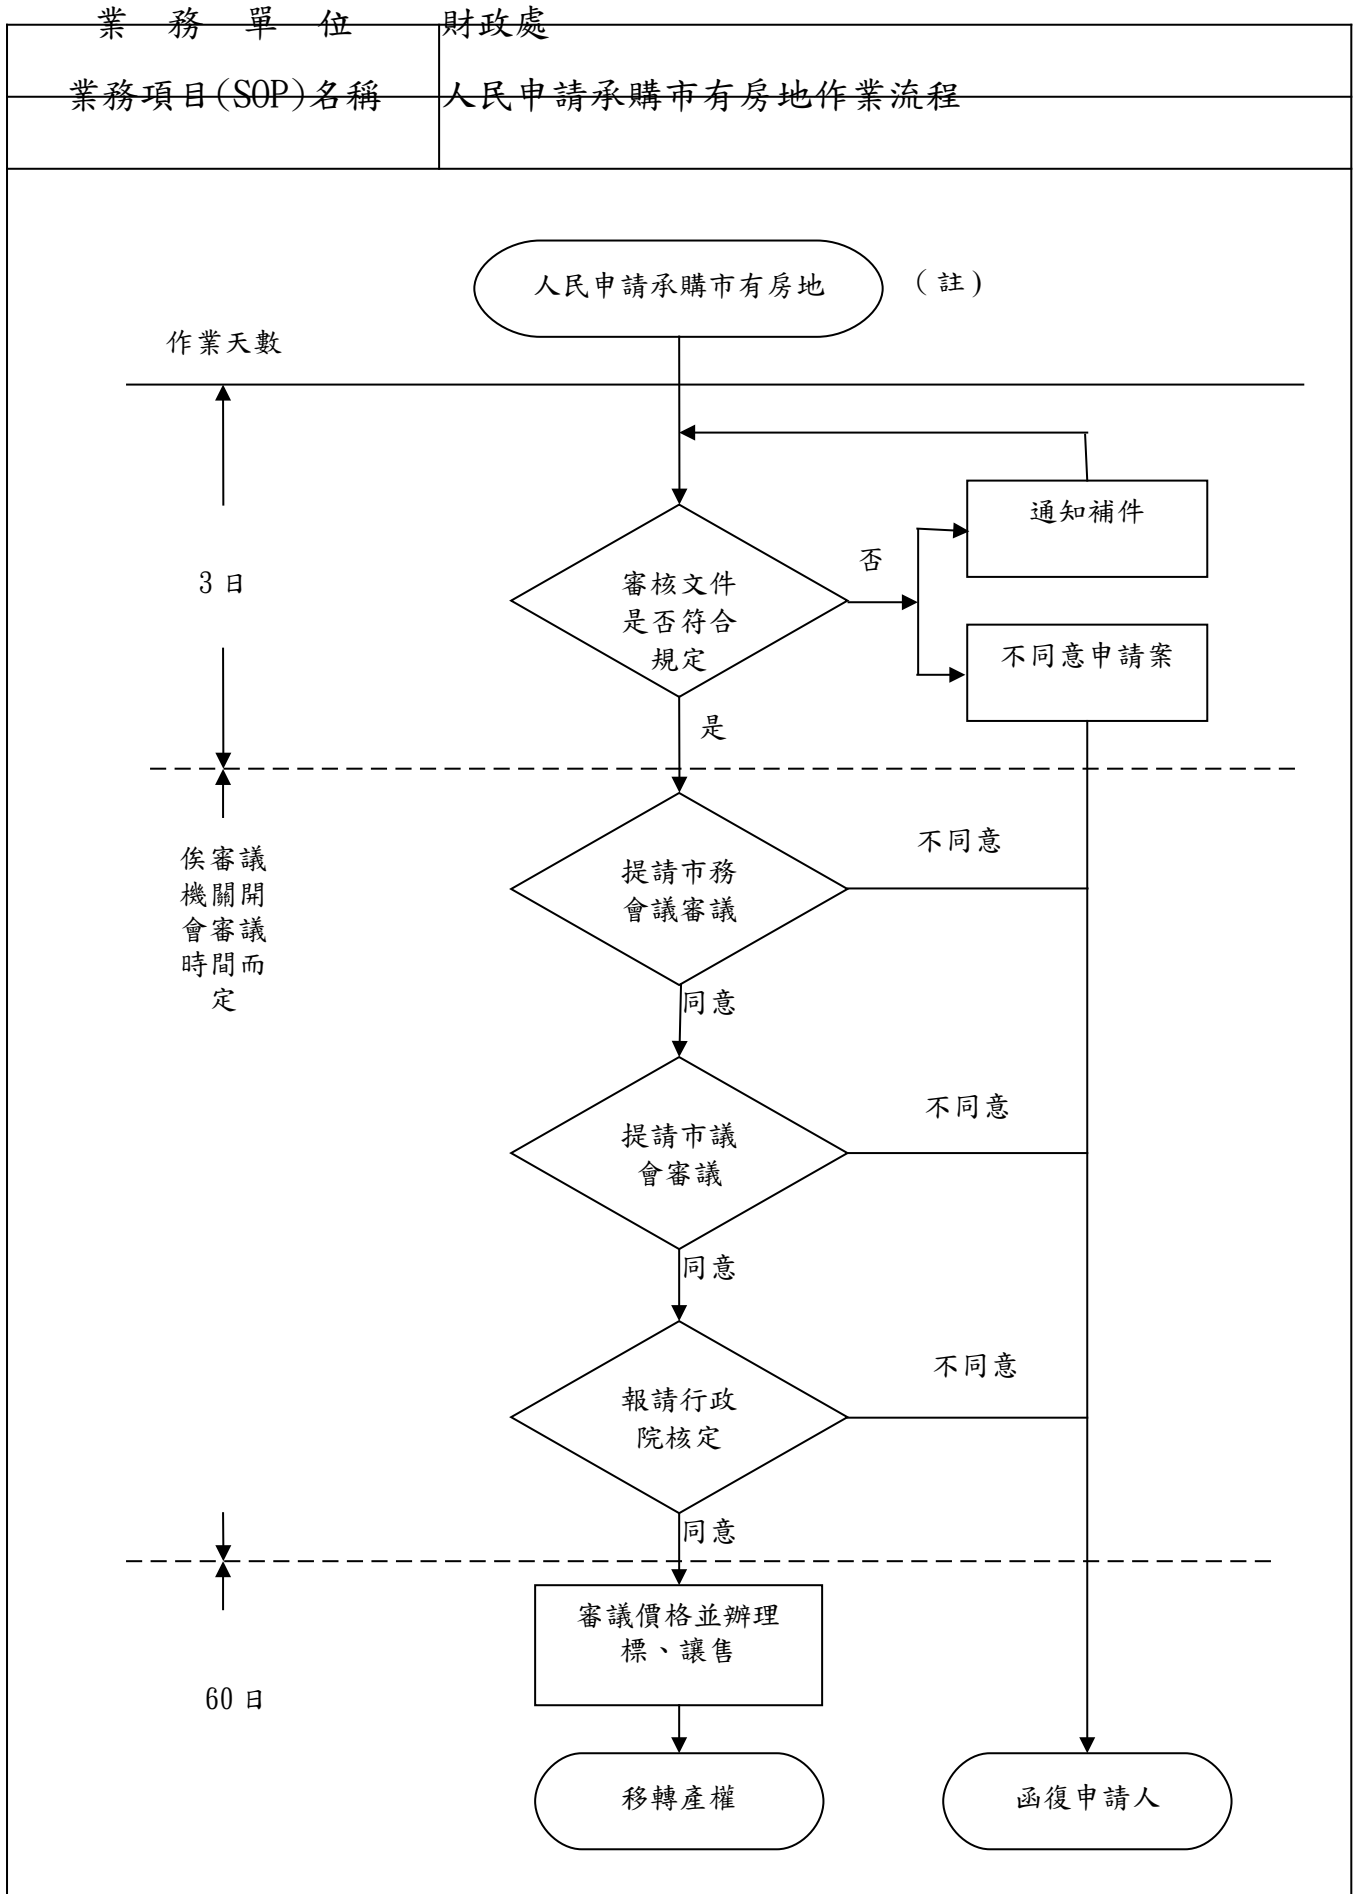 業 務 單 位 財政處
業務項目(SOP)名稱 人民申請承購市有房地作業流程
人民申請承購市有房地 (註)
作業天數
通知補件
否
3 日
審核文件
是否符合
規定
不同意申請案
是
不同意
俟審議
機關開
會審議
時間而
定
提請市務
會議審議
同意
不同意
提請市議
會審議
同意
不同意
報請行政
院核定
同意
審議價格並辦理
標、讓售
60 日
移轉產權
函復申請人